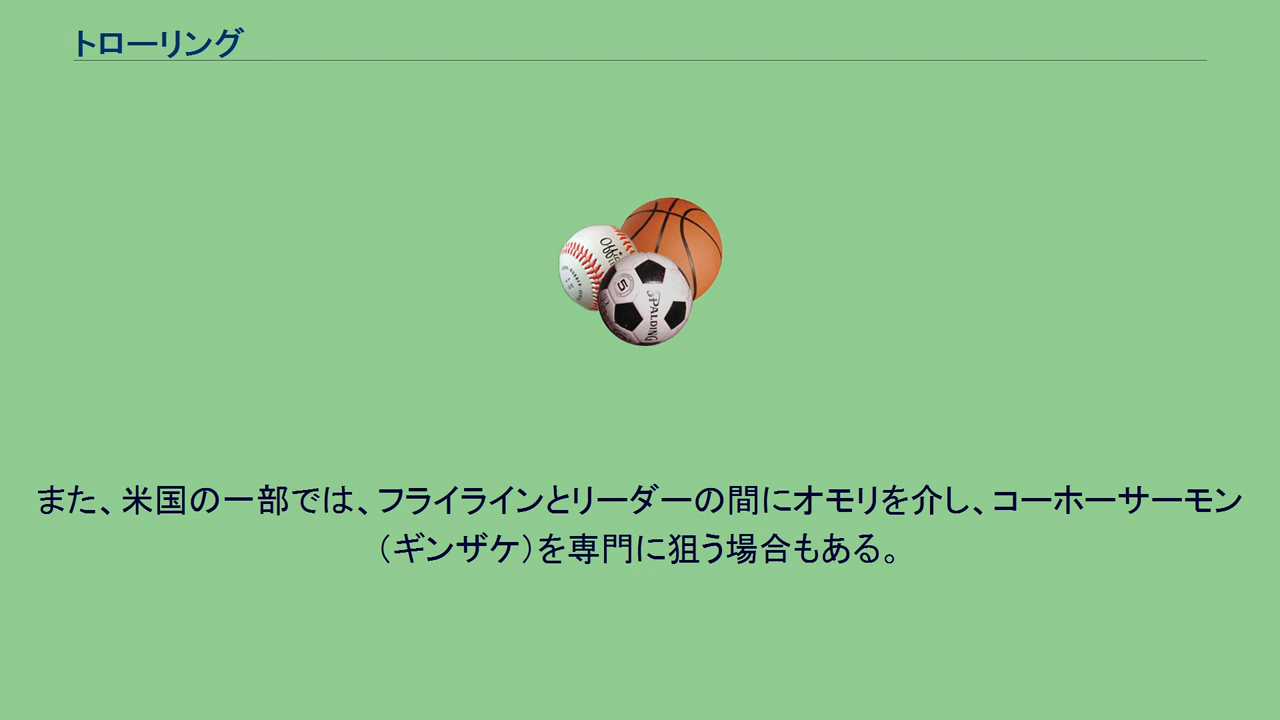 トローリング
Offic
5
SPALDING
また、米国の一部では、フライラインとリーダーの間にオモリを介し、コーホーサーモン
（ギンザケ）を専門に狙う場合もある。